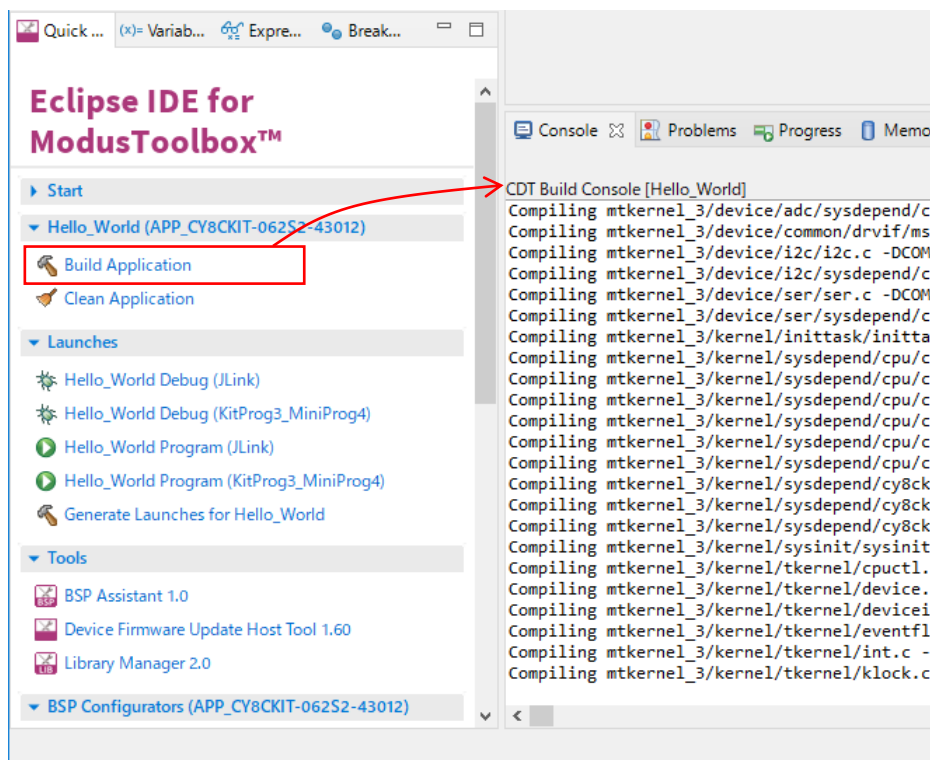 Quick ...
(x)= Variab...
Expre...
Break...
Eclipse IDE for
ModusToolbox™
Start
Hello_World (APP_CY8CKIT-062S2-43012)
Build Application
Clean Application
Launches
Hello_World Debug (JLink)
Hello_World Debug (KitProg3_MiniProg4)
Hello_World Program (JLink)
Hello_World Program (KitProg3_MiniProg4)
Generate Launches for Hello_World
Tools
BSP Assistant 1.0
Device Firmware Update Host Tool 1.60
Library Manager 2.0
BSP Configurators (APP_CY8CKIT-062S2-43012)
Console
Problems
Progress
Memo
CDT Build Console [Hello_World]
Compiling mtkernel_3/device/adc/sysdepend/c
Compiling mtkernel_3/device/common/drvif/ms
Compiling mtkernel_3/device/i2c/i2c.c -DCOM
Compiling mtkernel_3/device/i2c/sysdepend/c
Compiling mtkernel_3/device/ser/ser.c -DCOM
Compiling mtkernel_3/device/ser/sysdepend/c
Compiling mtkernel_3/kernel/inittask/initta
Compiling mtkernel_3/kernel/sysdepend/cpu/c
Compiling mtkernel_3/kernel/sysdepend/cpu/c
Compiling mtkernel_3/kernel/sysdepend/cpu/c
Compiling mtkernel_3/kernel/sysdepend/cpu/c
Compiling mtkernel_3/kernel/sysdepend/cpu/c
Compiling mtkernel_3/kernel/sysdepend/cpu/c
Compiling mtkernel_3/kernel/sysdepend/cy8ck
Compiling mtkernel_3/kernel/sysdepend/cy8ck
Compiling mtkernel_3/kernel/sysdepend/cy8ck
Compiling mtkernel_3/kernel/sysinit/sysinit
Compiling mtkernel_3/kernel/tkernel/cpuctl.
Compiling mtkernel_3/kernel/tkernel/device.
Compiling mtkernel_3/kernel/tkernel/devicei
Compiling mtkernel_3/kernel/tkernel/eventfl
Compiling mtkernel_3/kernel/tkernel/int.c -
Compiling mtkernel_3/kernel/tkernel/klock.c